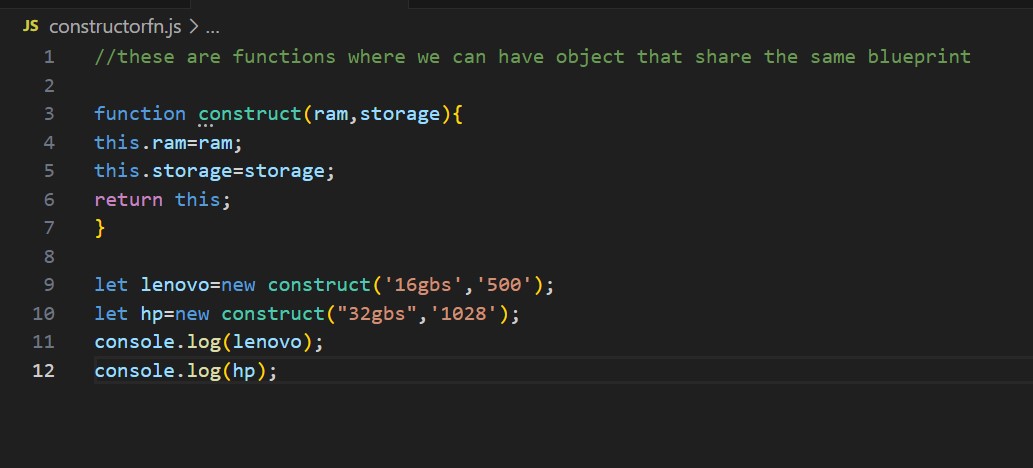 JS constructorfn.js > ...
1 //these are functions where we can have object that share the same blueprint
2
3 function construct(ram,storage){
4 this.ram=ram;
5 this.storage=storage;
6 return this;
7 }
8
9 let lenovo=new construct('16gbs','500');
10 let hp=new construct("32gbs",'1028');
11 console.log(lenovo);
12 console.log(hp);